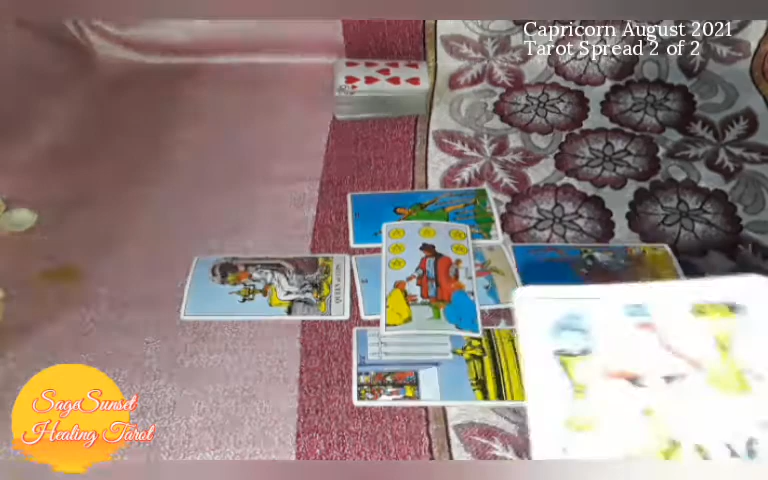 Capricorn August 2021
Tarot Spread 2 of 2
SageSunset
Healing Tarot